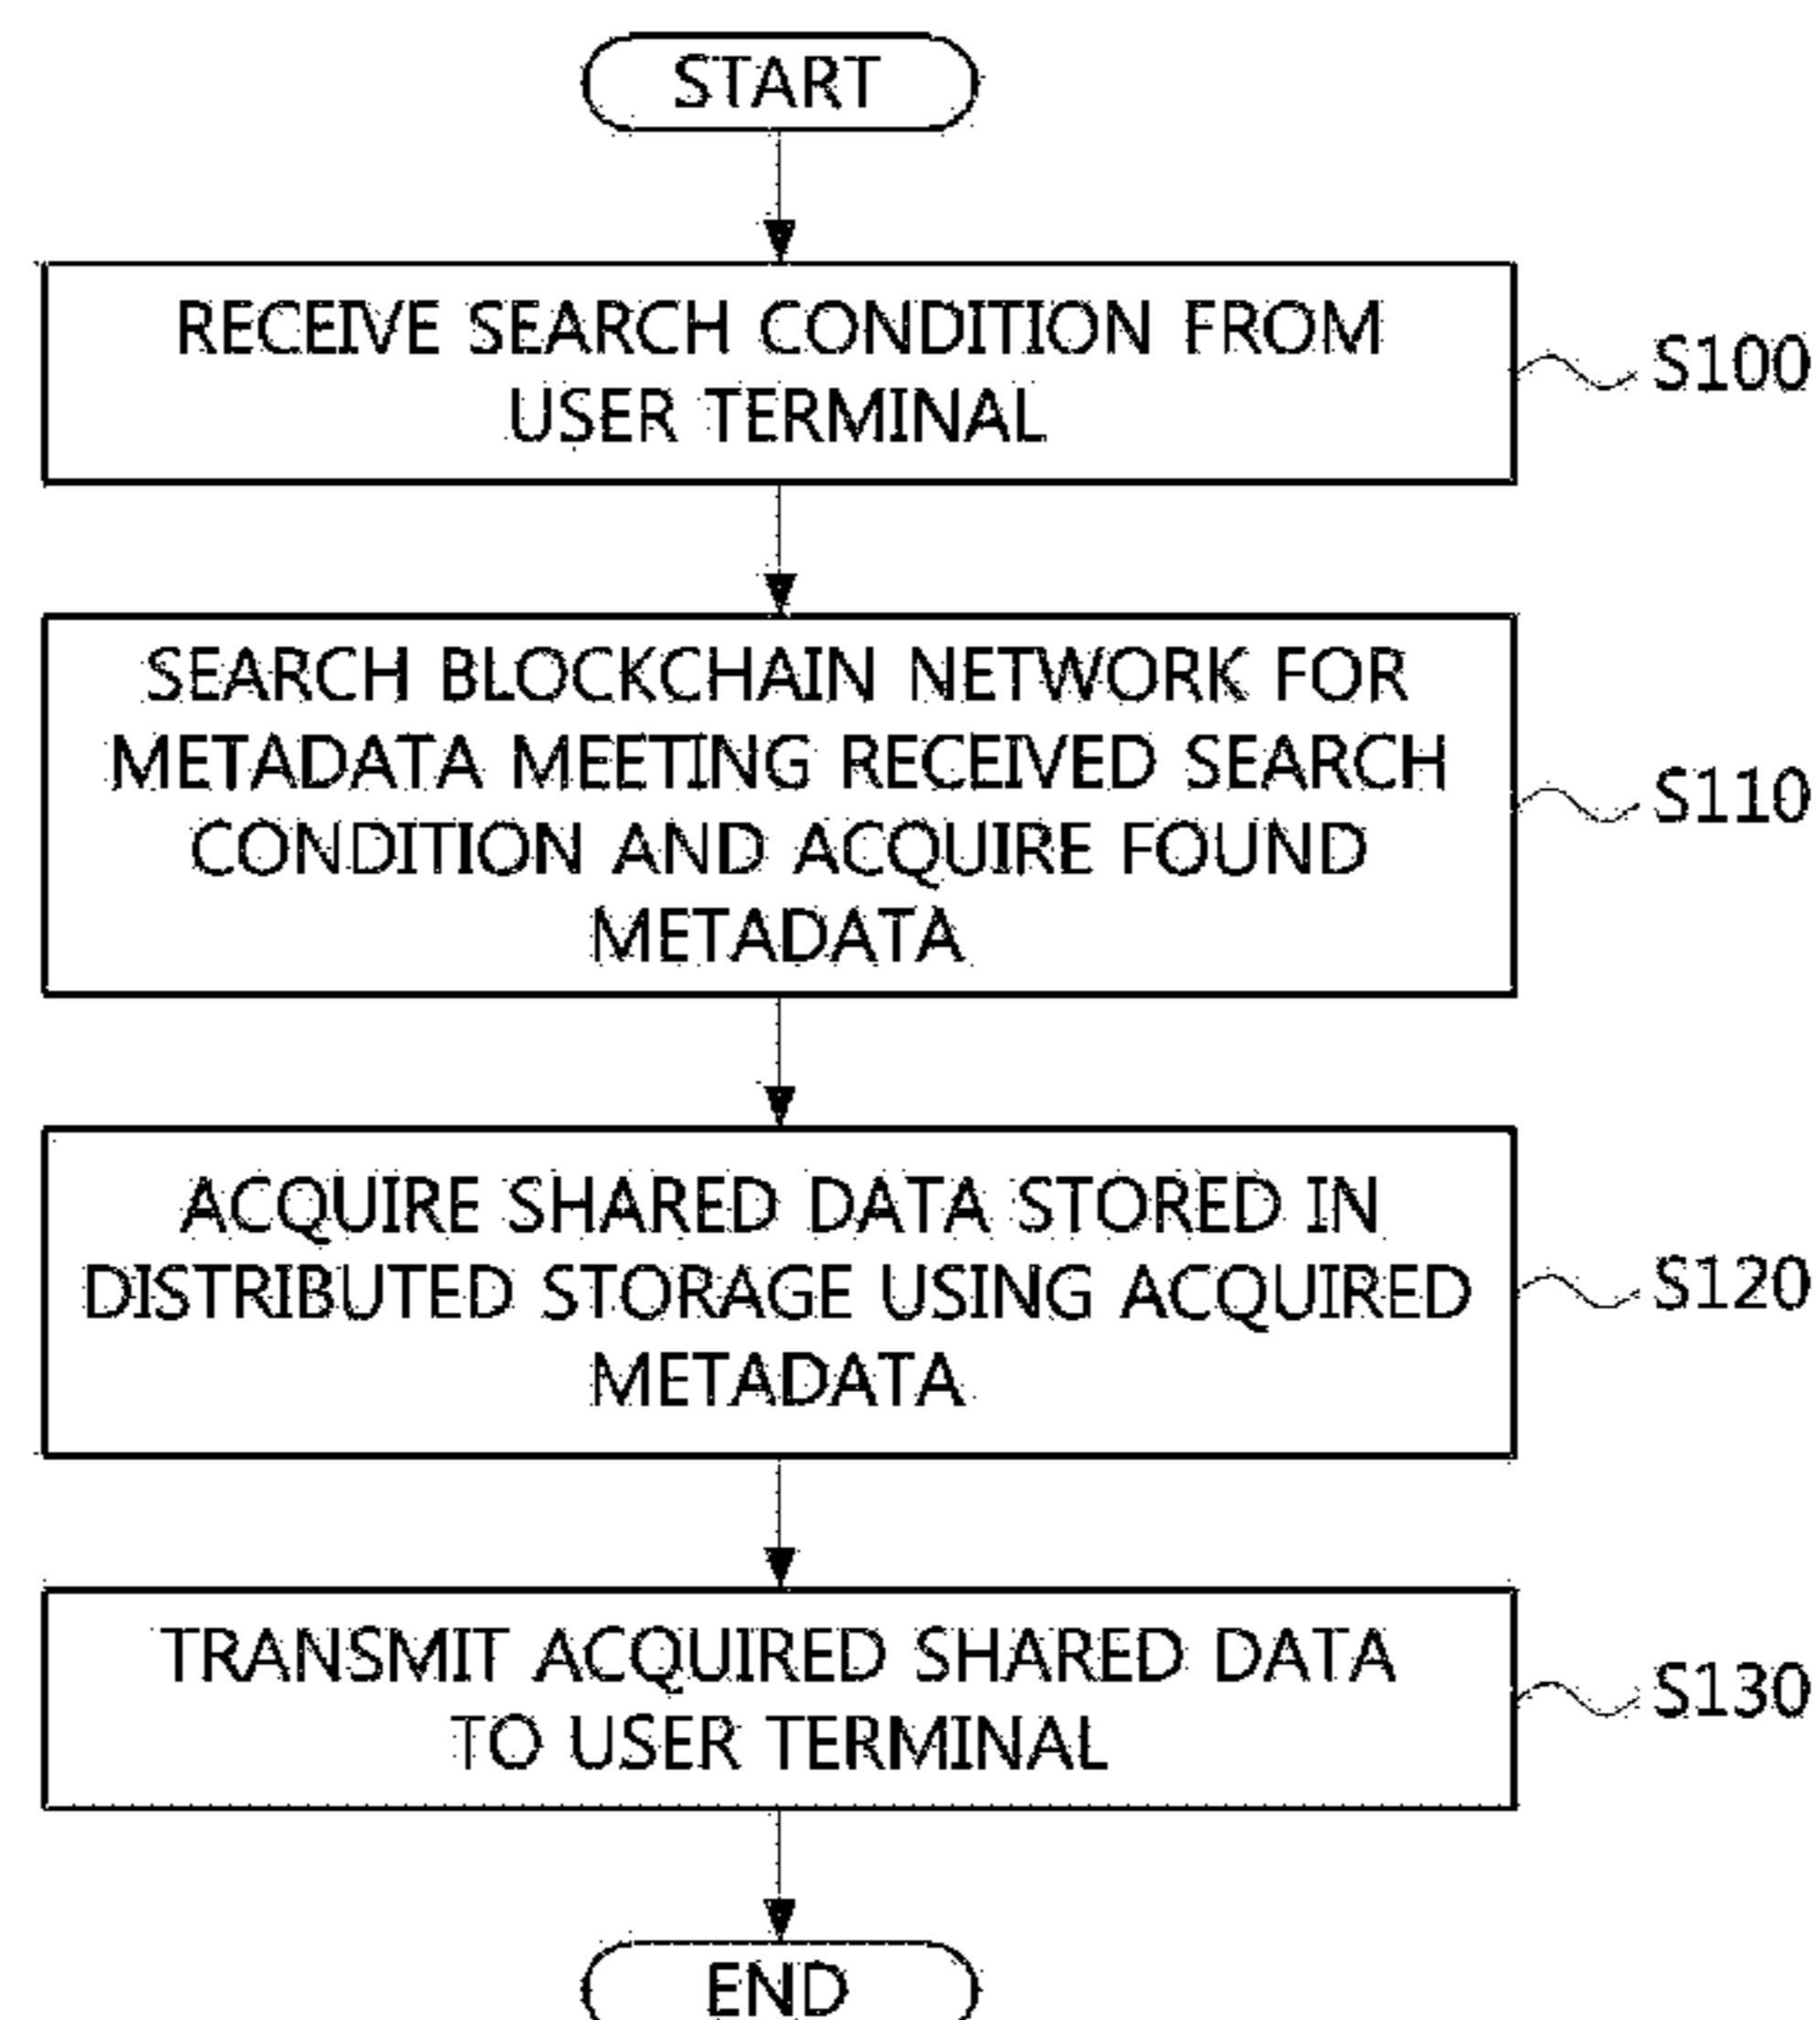 START
RECEIVE SEARCH CONDITION FROM
USER TERMINAL
S100
SEARCH BLOCKCHAIN NETWORK FOR
METADATA MEETING RECEIVED SEARCH
CONDITION AND ACQUIRE FOUND
METADATA
S110
ACQUIRE SHARED DATA STORED IN
DISTRIBUTED STORAGE USING ACQUIRED
METADATA
S120
TRANSMIT ACQUIRED SHARED DATA
TO USER TERMINAL
S130
END